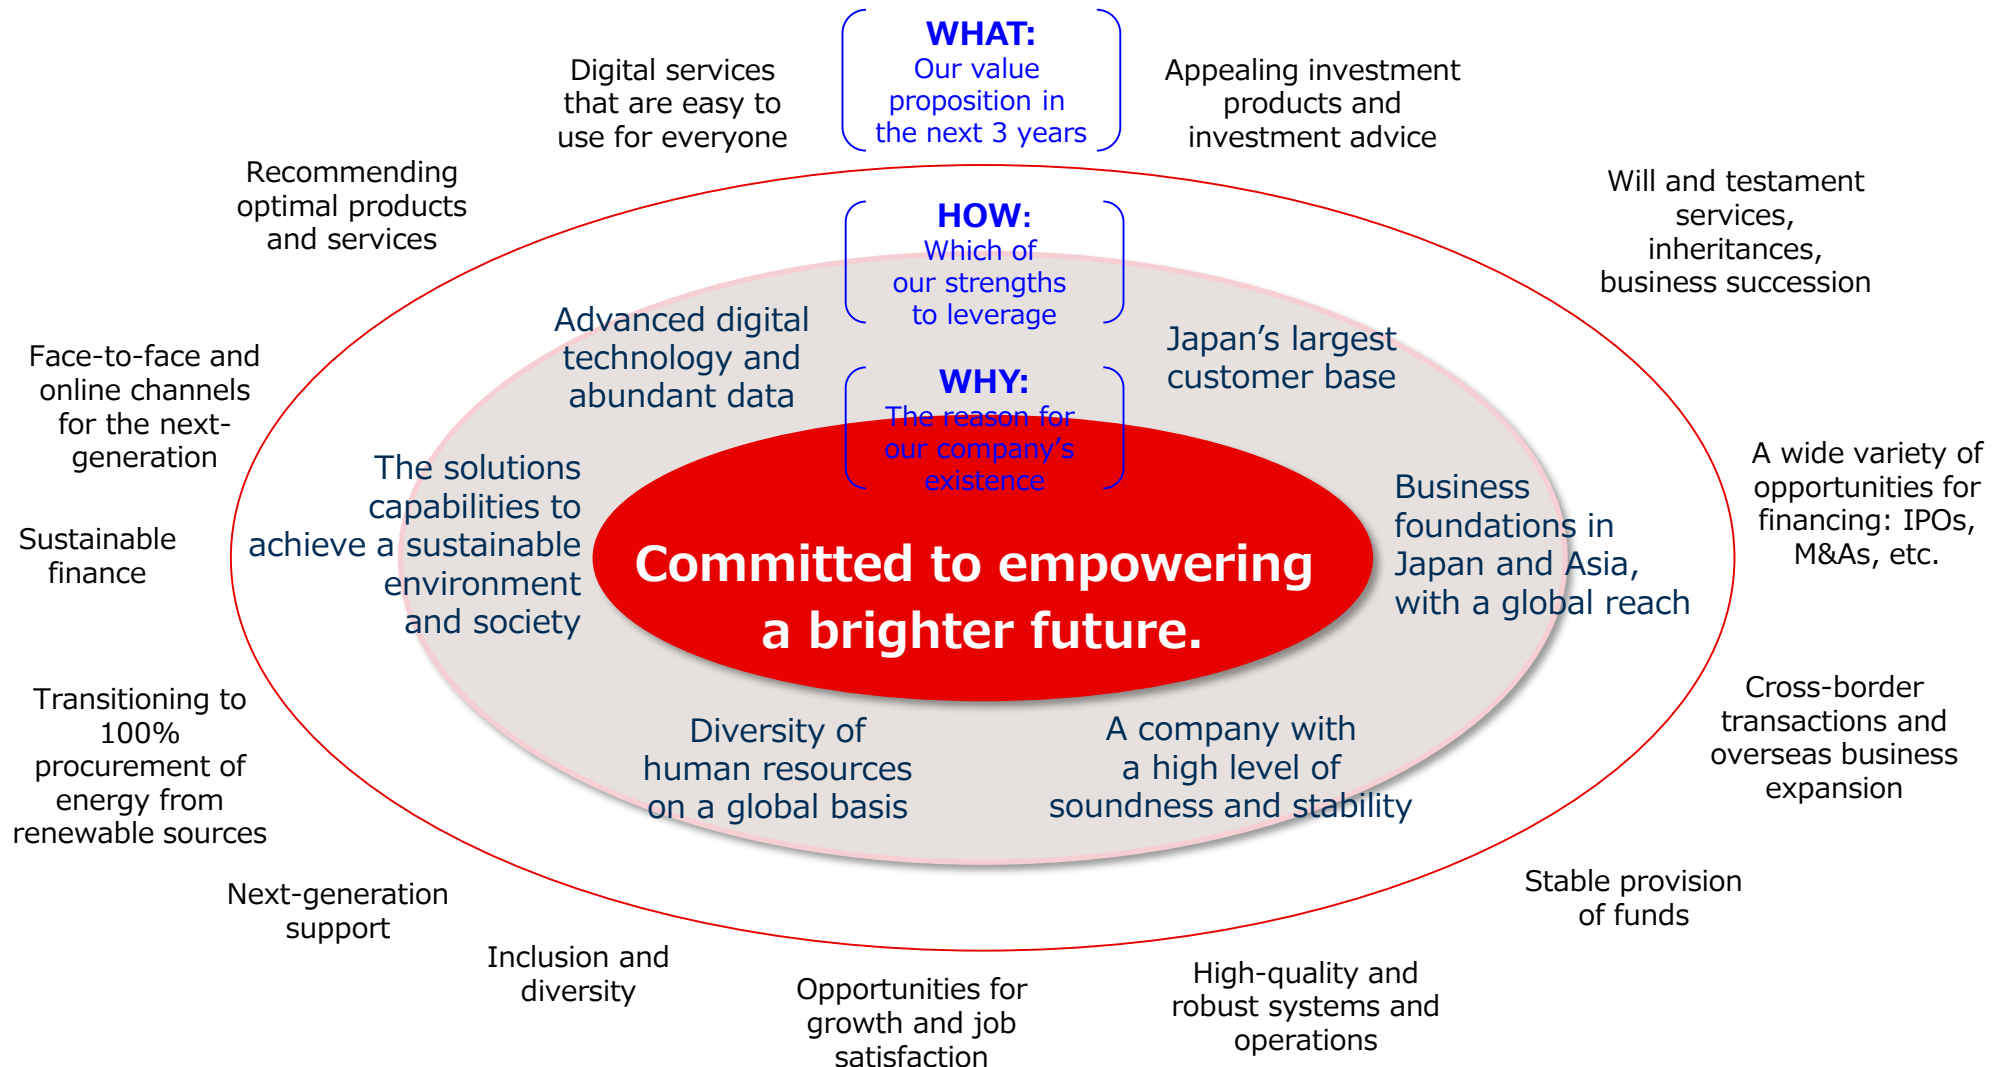 WHAT:
Our value
proposition in
the next 3 years
Digital services
that are easy to
use for everyone
Appealing investment
products and
investment advice
Recommending
optimal products
and services
Will and testament
services,
inheritances,
business succession
HOW:
Which of
our strengths
to leverage
Advanced digital
technology and
abundant data
Japan’s largest
customer base
Face-to-face and
online channels
for the next-
generation
WHY:
The reason for
our company’s
existence
The solutions
capabilities to
achieve a sustainable
environment
and society
Business
foundations in
Japan and Asia,
with a global reach
A wide variety of
opportunities for
financing: IPOs,
M&As, etc.
Sustainable
finance
Committed to empowering
a brighter future.
Transitioning to
100%
procurement of
energy from
renewable sources
Diversity of
human resources
on a global basis
A company with
a high level of
soundness and stability
Cross-border
transactions and
overseas business
expansion
Next-generation
support
Stable provision
of funds
Inclusion and
diversity
Opportunities for
growth and job
satisfaction
High-quality and
robust systems and
operations